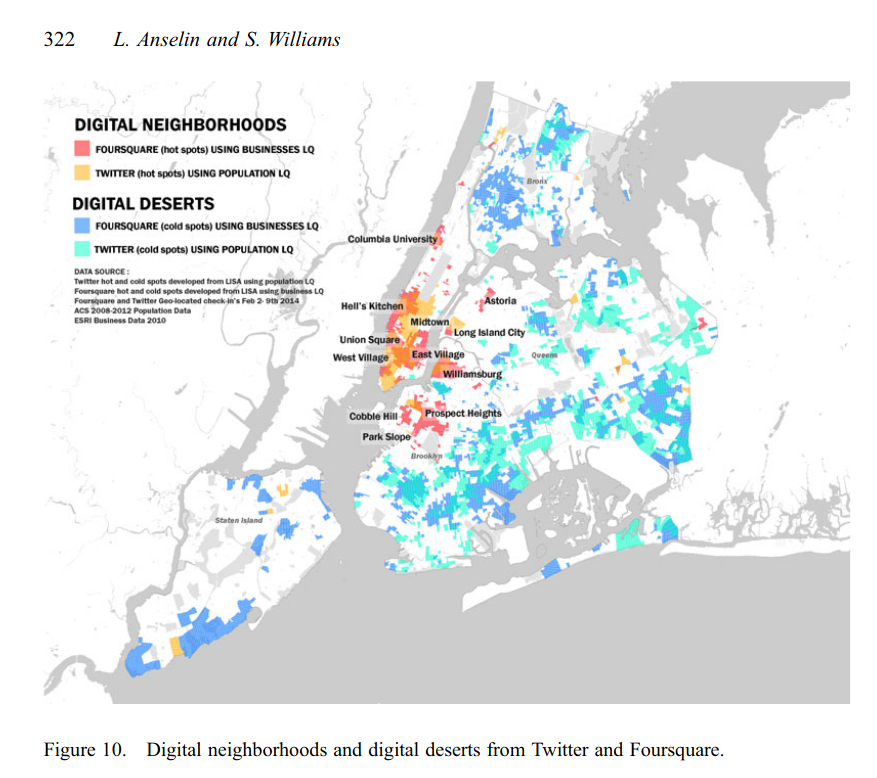 322 L. Anselin and S. Williams
DIGITAL NEIGHBORHOODS
FOURSQUARE (hot spots) USING BUSINESSES LQ
TWITTER (hot spots) USING POPULATION LQ
DIGITAL DESERTS
FOURSQUARE (cold spots) USING BUSINESSES LQ
TWITTER (cold spots) USING POPULATION LQ
DATA SOURCE :
Twitter hot and cold spots developed from LISA using population LQ
Foursquare hot and cold spots developed from LISA using business LQ
Foursquare and Twitter Geo-located check-in's Feb 2- 9th 2014
ACS 2008-2012 Population Data
ESRI Business Data 2010
Bronx
Columbia University
Astoria
Hell's Kitchen
Midtown
Long Island City
Union Square
West Village
East Village
Queens
Williamsburg
Cobble Hill
Prospect Heights
Park Slope
Brooklyn
Staten Island
Figure 10. Digital neighborhoods and digital deserts from Twitter and Foursquare.